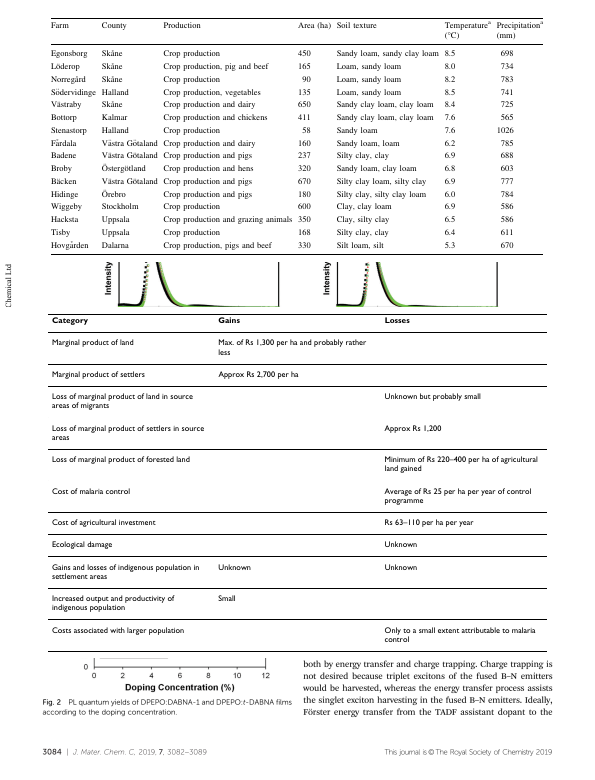 Farm County Production Area (ha) Soil texture Temperatureᵃ (°C) Precipitationᵃ (mm)
Egonsborg Skåne Crop production 450 Sandy loam, sandy clay loam 8.5 698
Löderop Skåne Crop production, pig and beef 165 Loam, sandy loam 8.0 734
Norregård Skåne Crop production 90 Loam, sandy loam 8.2 783
Södervidinge Halland Crop production, vegetables 135 Loam, sandy loam 8.5 741
Västraby Skåne Crop production and dairy 650 Sandy clay loam, clay loam 8.4 725
Bottorp Kalmar Crop production and chickens 411 Sandy clay loam, clay loam 7.6 565
Stenastorp Halland Crop production 58 Sandy loam 7.6 1026
Fårdala Västra Götaland Crop production and dairy 160 Sandy loam, loam 6.2 785
Badene Västra Götaland Crop production and pigs 237 Silty clay, clay 6.9 688
Broby Östergötland Crop production and hens 320 Sandy loam, clay loam 6.8 603
Bäcken Västra Götaland Crop production and pigs 670 Silty clay loam, silty clay 6.9 777
Hidinge Örebro Crop production and pigs 180 Silty clay, silty clay loam 6.0 784
Wiggeby Stockholm Crop production 600 Clay, clay loam 6.9 586
Hacksta Uppsala Crop production and grazing animals 350 Clay, silty clay 6.5 586
Tisby Uppsala Crop production 168 Silty clay, clay 6.4 611
Hovgården Dalarna Crop production, pigs and beef 330 Silt loam, silt 5.3 670
Chemical Ltd
Intensity Intensity
Category Gains Losses
Marginal product of land Max. of Rs 1,300 per ha and probably rather
less
Marginal product of settlers Approx Rs 2,700 per ha
Loss of marginal product of land in source Unknown but probably small
areas of migrants
Loss of marginal product of settlers in source Approx Rs 1,200
areas
Loss of marginal product of forested land Minimum of Rs 220–400 per ha of agricultural
land gained
Cost of malaria control Average of Rs 25 per ha per year of control
programme
Cost of agricultural investment Rs 63–110 per ha per year
Ecological damage Unknown
Gains and losses of indigenous population in Unknown Unknown
settlement areas
Increased output and productivity of Small
indigenous population
Costs associated with larger population Only to a small extent attributable to malaria
control
0
0 2 4 6 8 10 12
Doping Concentration (%)
Fig. 2 PL quantum yields of DPEPO:DABNA-1 and DPEPO:t-DABNA films
according to the doping concentration.
both by energy transfer and charge trapping. Charge trapping is
not desired because triplet excitons of the fused B–N emitters
would be harvested, whereas the energy transfer process assists
the singlet exciton harvesting in the fused B–N emitters. Ideally,
Förster energy transfer from the TADF assistant dopant to the
3084 | J. Mater. Chem. C, 2019, 7, 3082–3089 This journal is © The Royal Society of Chemistry 2019